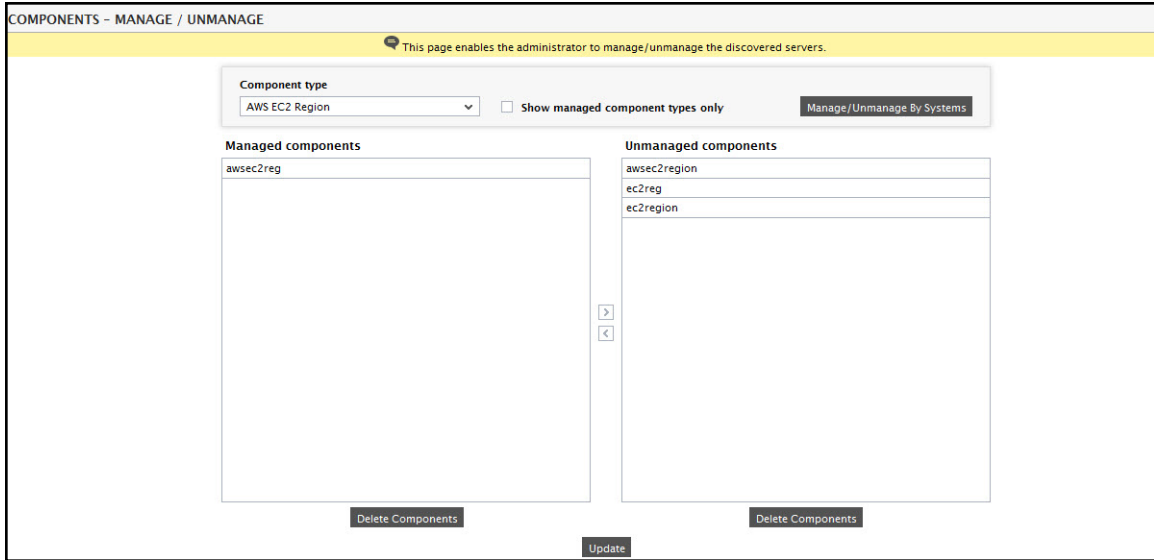 COMPONENTS - MANAGE / UNMANAGE
This page enables the administrator to manage/unmanage the discovered servers.
Component type
AWS EC2 Region
Show managed component types only
Manage/Unmanage By Systems
Managed components
Unmanaged components
awsec2reg
awsec2region
ec2reg
ec2region
Delete Components
Delete Components
Update